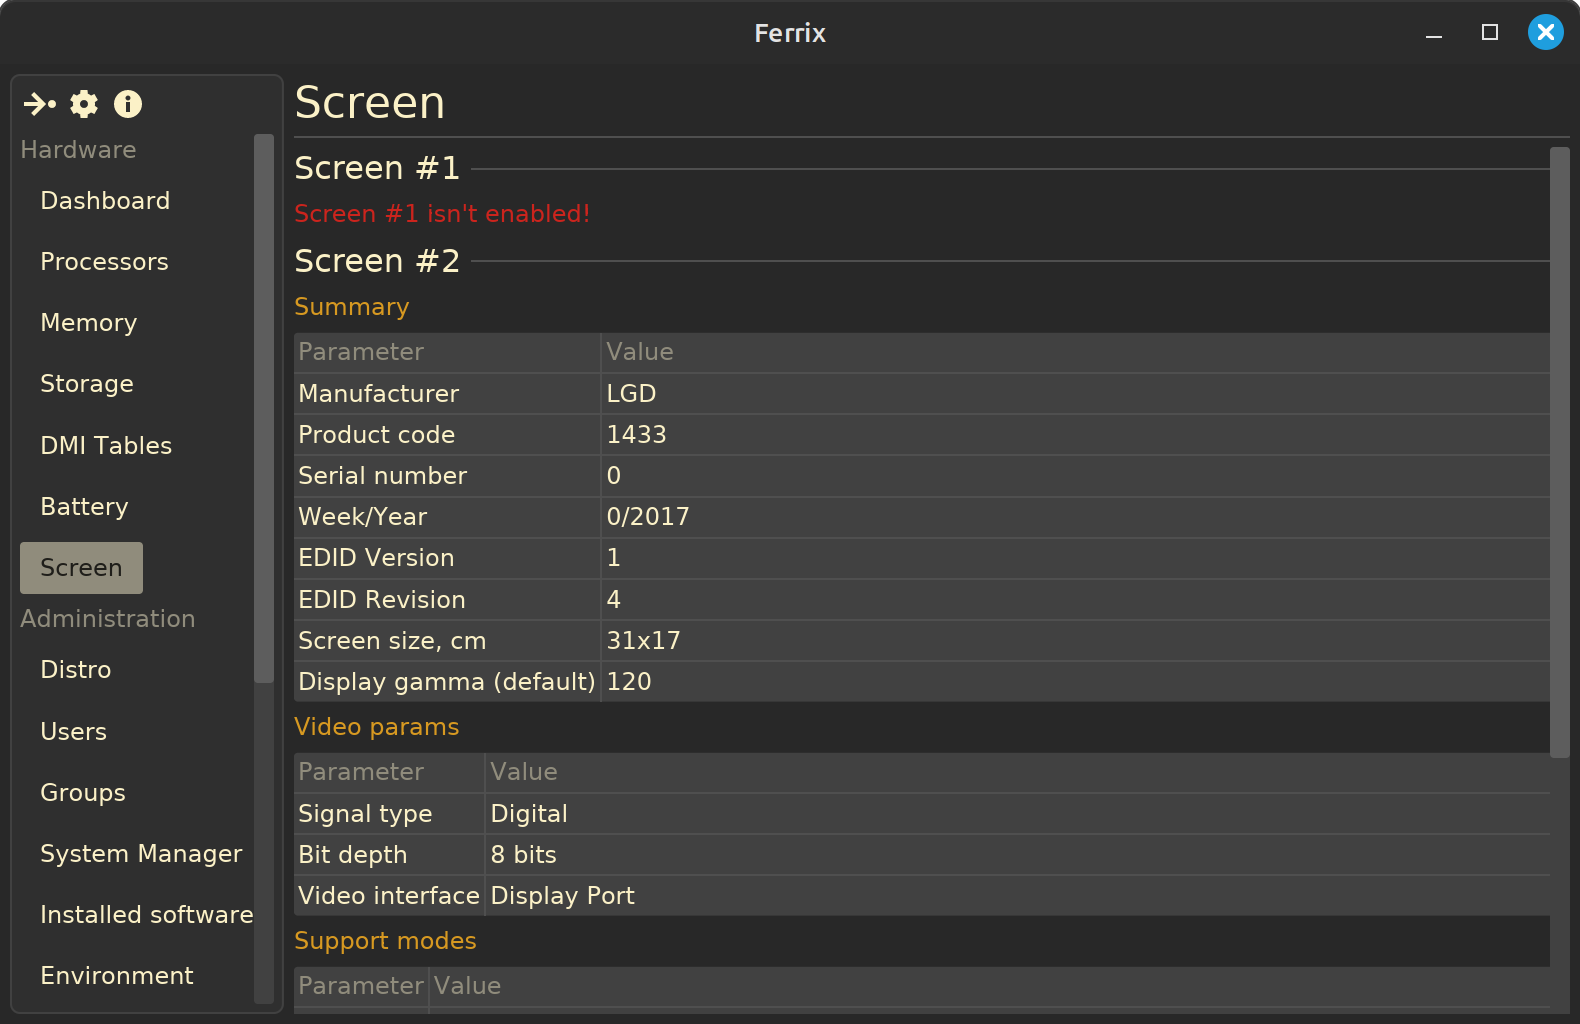 Ferrix
Hardware
Dashboard
Processors
Memory
Storage
DMI Tables
Battery
Screen
Administration
Distro
Users
Groups
System Manager
Installed software
Environment
Screen
Screen #1
Screen #1 isn't enabled!
Screen #2
Summary
Parameter Value
Manufacturer LGD
Product code 1433
Serial number 0
Week/Year 0/2017
EDID Version 1
EDID Revision 4
Screen size, cm 31x17
Display gamma (default) 120
Video params
Parameter Value
Signal type Digital
Bit depth 8 bits
Video interface Display Port
Support modes
Parameter Value